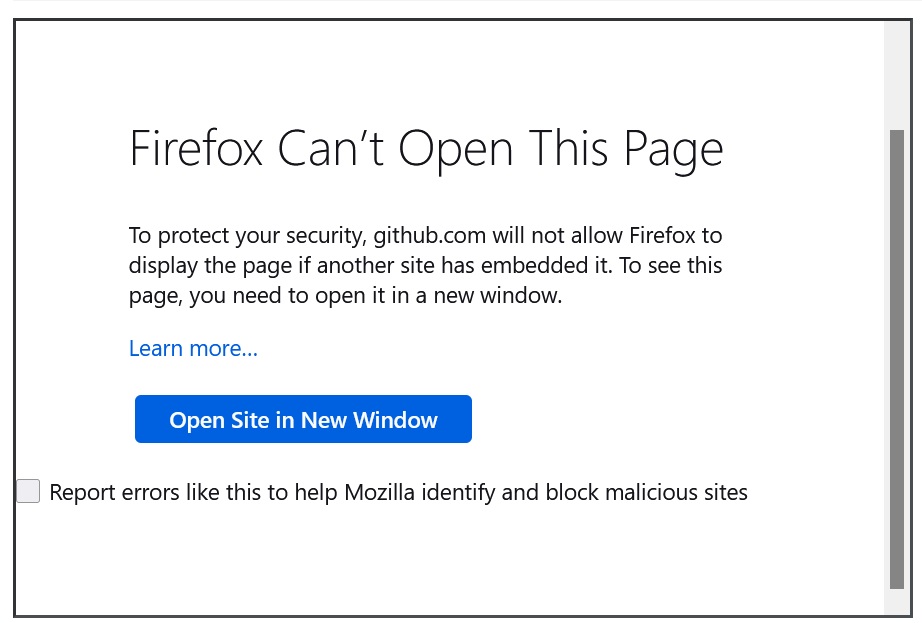 Firefox Can’t Open This Page
To protect your security, github.com will not allow Firefox to
display the page if another site has embedded it. To see this
page, you need to open it in a new window.
Learn more...
Open Site in New Window
Report errors like this to help Mozilla identify and block malicious sites